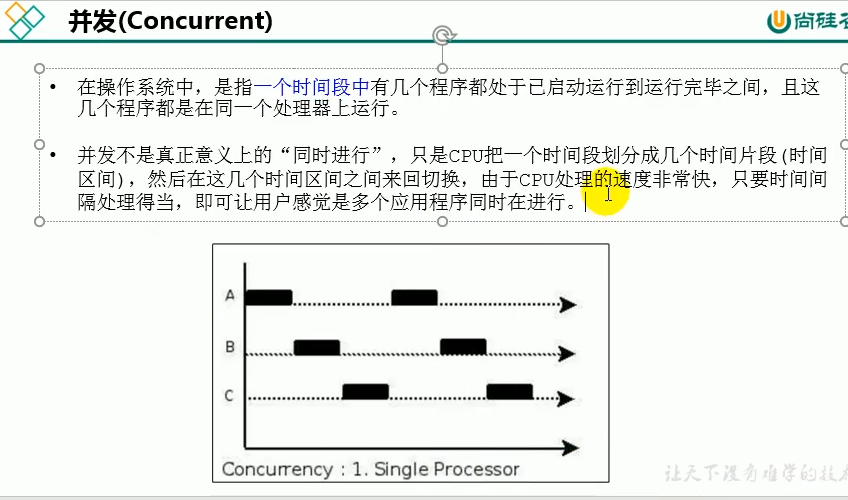 并发(Concurrent)
尚硅谷
• 在操作系统中，是指一个时间段中有几个程序都处于已启动运行到运行完毕之间，且这
几个程序都是在同一个处理器上运行。
• 并发不是真正意义上的“同时进行”，只是CPU把一个时间段划分成几个时间片段(时间
区间)，然后在这几个时间区间之间来回切换，由于CPU处理的速度非常快，只要时间间
隔处理得当，即可让用户感觉是多个应用程序同时在进行。
A
B
C
Concurrency : 1. Single Processor
让天下没有难学的技术